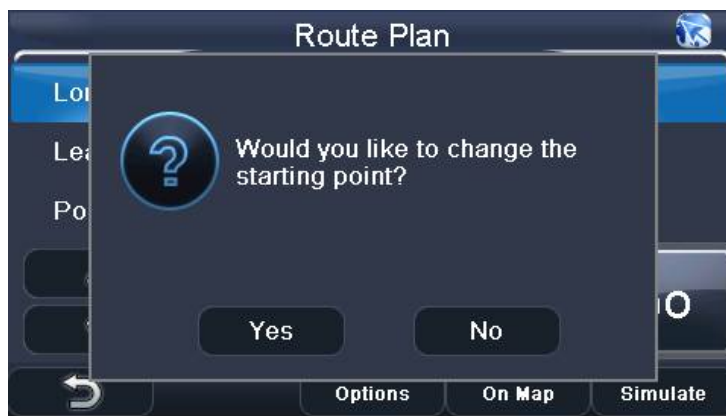 Route Plan
Would you like to change the
starting point?
Yes
No
Options
On Map
Simulate